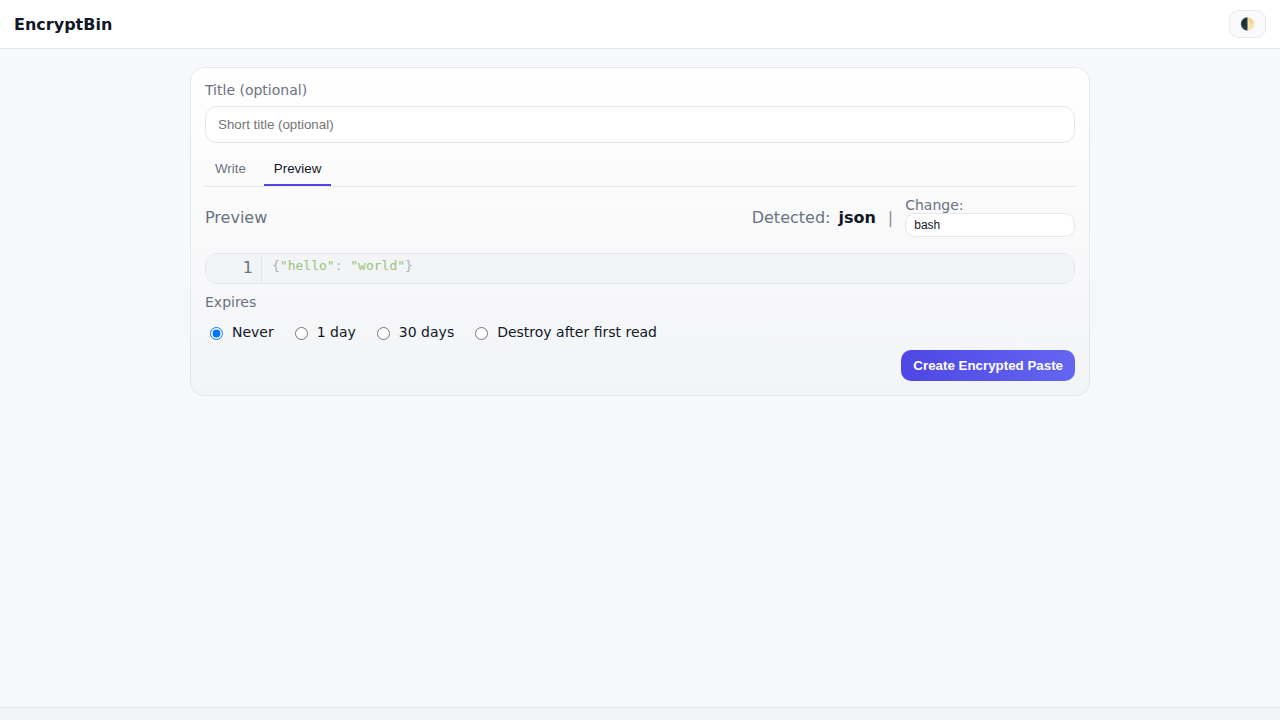 EncryptBin
Title (optional)
Short title (optional)
Write Preview
Preview Detected: json | Change:
bash
1 {"hello": "world"}
Expires
Never 1 day 30 days Destroy after first read
Create Encrypted Paste